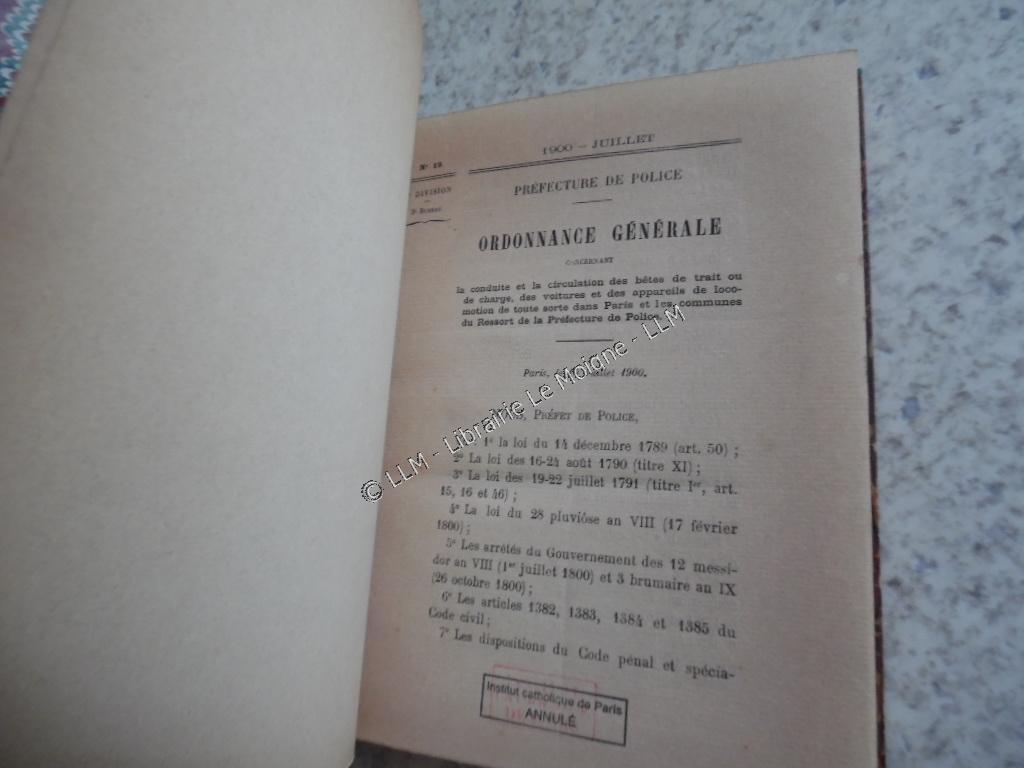 1900 — JUILLET
N° 12
DIVISION
3e Bureau
PRÉFECTURE DE POLICE
ORDONNANCE GÉNÉRALE
CONCERNANT
la conduite et la circulation des bêtes de trait ou
de charge, des voitures et des appareils de loco-
motion de toute sorte dans Paris et les communes
du Ressort de la Préfecture de Police.
Paris, juillet 1900.
PRÉFET DE POLICE,
1° la loi du 14 décembre 1789 (art. 50) ;
2° La loi des 16-24 août 1790 (titre XI) ;
3° La loi des 19-22 juillet 1791 (titre Ier, art.
15, 16 et 46) ;
4° La loi du 28 pluviôse an VIII (17 février
1800) ;
5° Les arrêtés du Gouvernement des 12 messi-
dor an VIII (1er juillet 1800) et 3 brumaire an IX
(26 octobre 1800) ;
6° Les articles 1382, 1383, 1384 et 1385 du
Code civil ;
7° Les dispositions du Code pénal et spécia-
Institut catholique de Paris
ANNULÉ
© LLM - Librairie Le Moigne - LLM